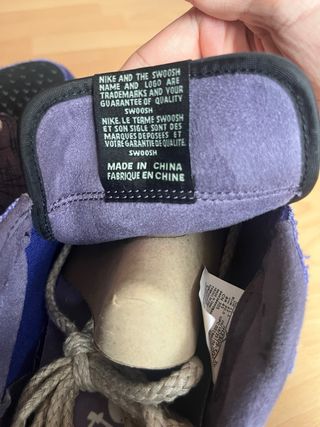 NIKE AND THE SWOOSH
NAME AND LOGO ARE
TRADEMARKS AND YOUR
GUARANTEE OF QUALITY
SWOOSH
NIKE. LE TERME SWOOSH
ET SON SIGLE SONT DES
MARQUES DEPOSEES ET
VOTRE GARANTIE DE QUALITE.
SWOOSH
MADE IN CHINA
FABRIQUE EN CHINE